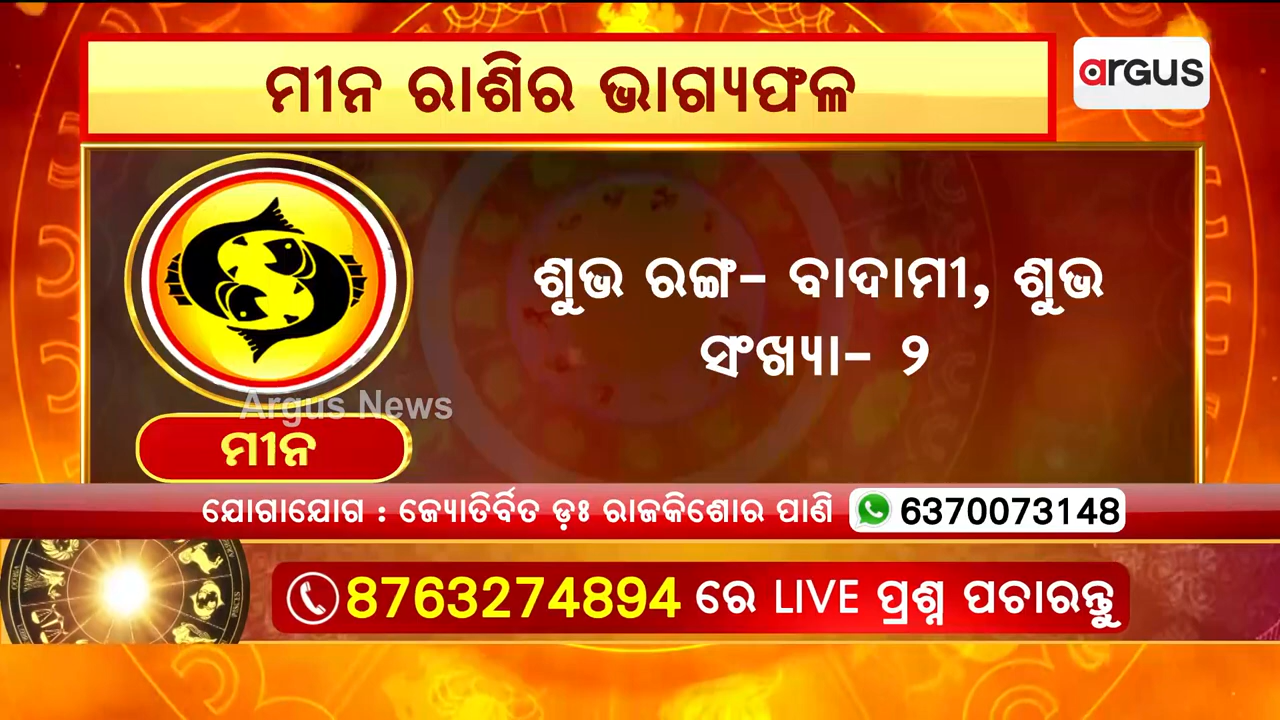 ମୀନ ରାଶିର ଭାଗ୍ୟଫଳ
argus
ଶୁଭ ରଙ୍ଗ- ବାଦାମୀ, ଶୁଭ
ସଂଖ୍ୟା- ୨
Argus News
ମୀନ
ଯୋଗାଯୋଗ : ଜ୍ୟୋତିର୍ବିତ ଡ଼ଃ ରାଜକିଶୋର ପାଣି 6370073148
8763274894 ରେ LIVE ପ୍ରଶ୍ନ ପଚାରନ୍ତୁ